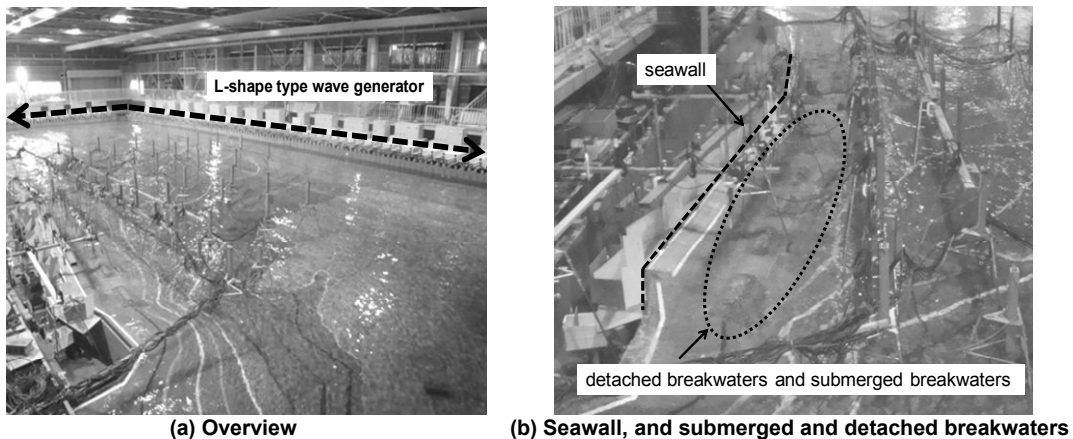 L-shape type wave generator
(a) Overview
seawall
detached breakwaters and submerged breakwaters
(b) Seawall, and submerged and detached breakwaters